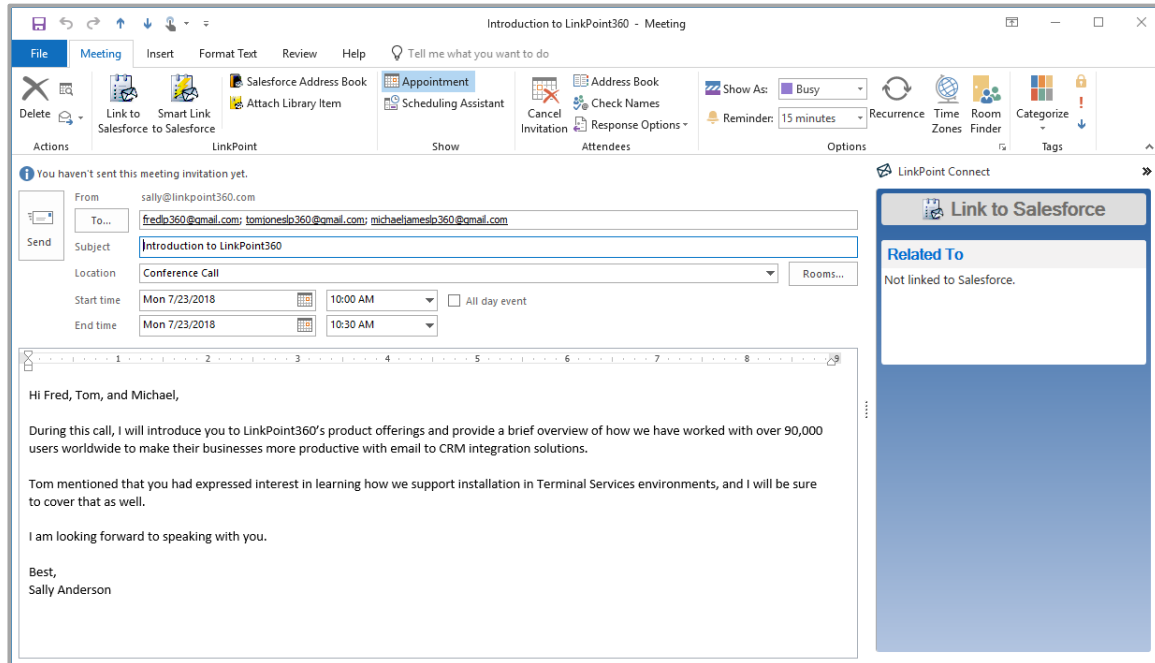 Introduction to LinkPoint360 - Meeting
File Meeting Insert Format Text Review Help Tell me what you want to do
Delete
Actions
Link to Salesforce
Smart Link to Salesforce
Salesforce Address Book
Attach Library Item
LinkPoint
Appointment
Scheduling Assistant
Show
Cancel Invitation
Address Book
Check Names
Response Options
Attendees
Show As: Busy
Reminder: 15 minutes
Recurrence
Time Zones
Room Finder
Options
Categorize
Tags
You haven't sent this meeting invitation yet.
Send
From sally@linkpoint360.com
To... fredlp360@gmail.com; tomjoneslp360@gmail.com; michaeljameslp360@gmail.com
Subject Introduction to LinkPoint360
Location Conference Call Rooms...
Start time Mon 7/23/2018 10:00 AM All day event
End time Mon 7/23/2018 10:30 AM
1 2 3 4 5 6 7 8 9
Hi Fred, Tom, and Michael,
During this call, I will introduce you to LinkPoint360’s product offerings and provide a brief overview of how we have worked with over 90,000
users worldwide to make their businesses more productive with email to CRM integration solutions.
Tom mentioned that you had expressed interest in learning how we support installation in Terminal Services environments, and I will be sure
to cover that as well.
I am looking forward to speaking with you.
Best,
Sally Anderson
LinkPoint Connect
Link to Salesforce
Related To
Not linked to Salesforce.